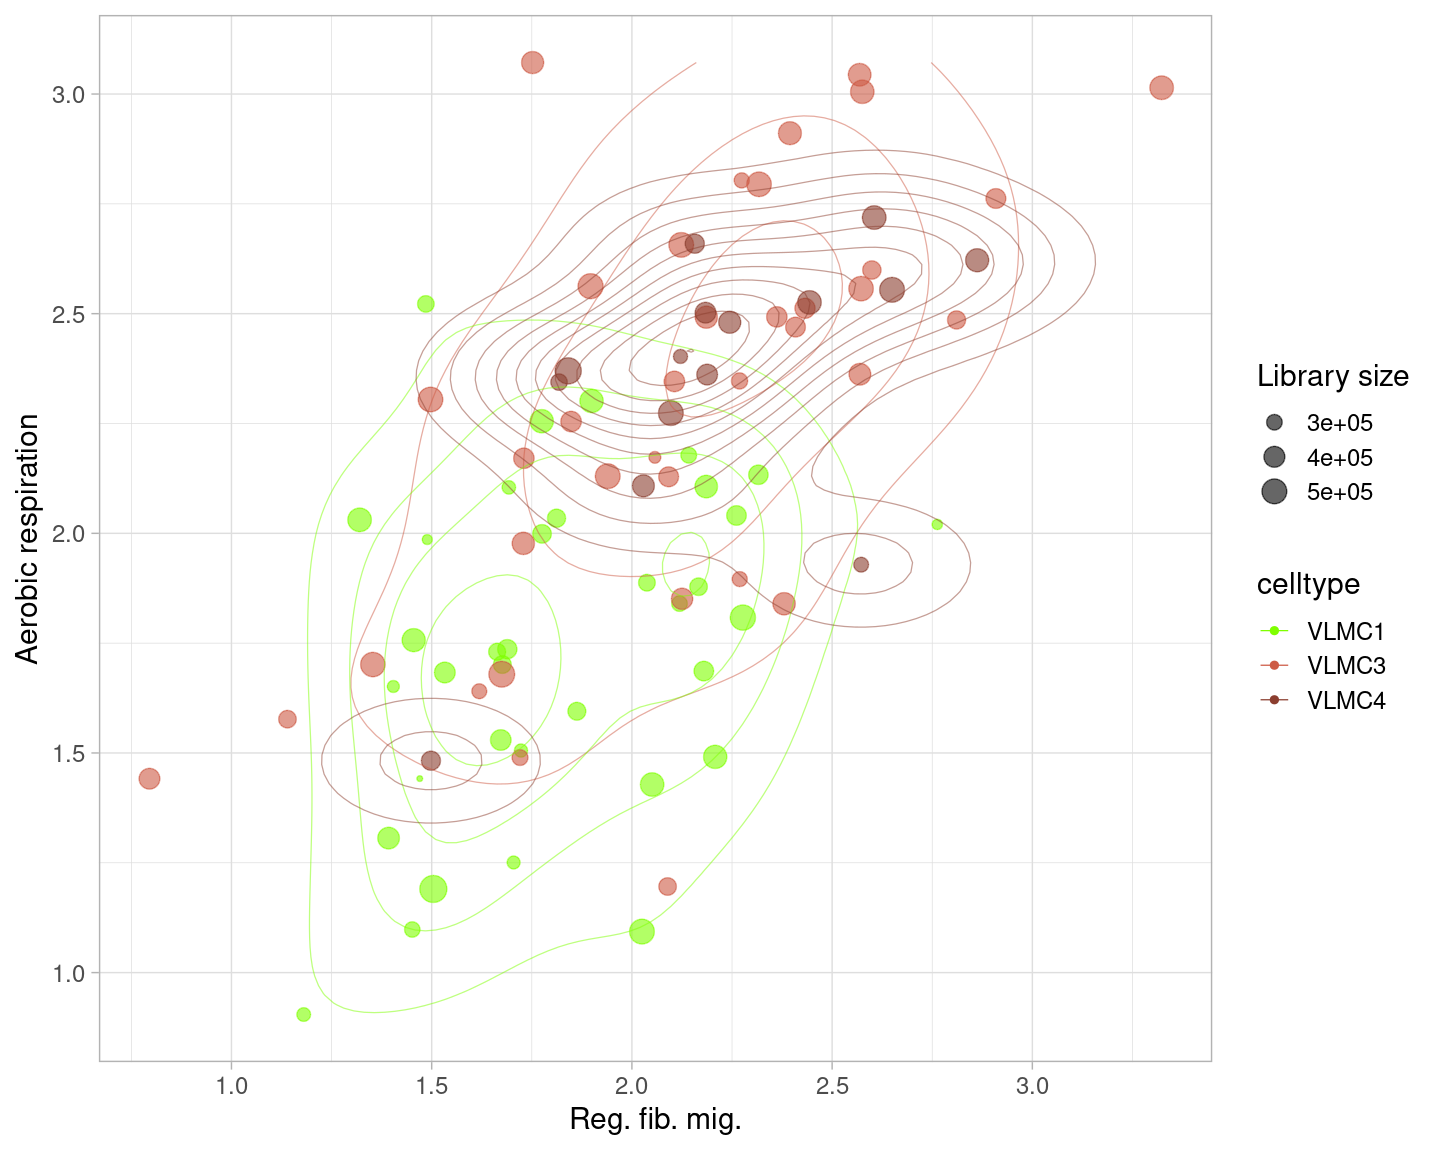 3.0
2.5
2.0
1.5
1.0
Aerobic respiration
1.0
1.5
2.0
2.5
3.0
Reg. fib. mig.
Library size
3e+05
4e+05
5e+05
celltype
VLMC1
VLMC3
VLMC4